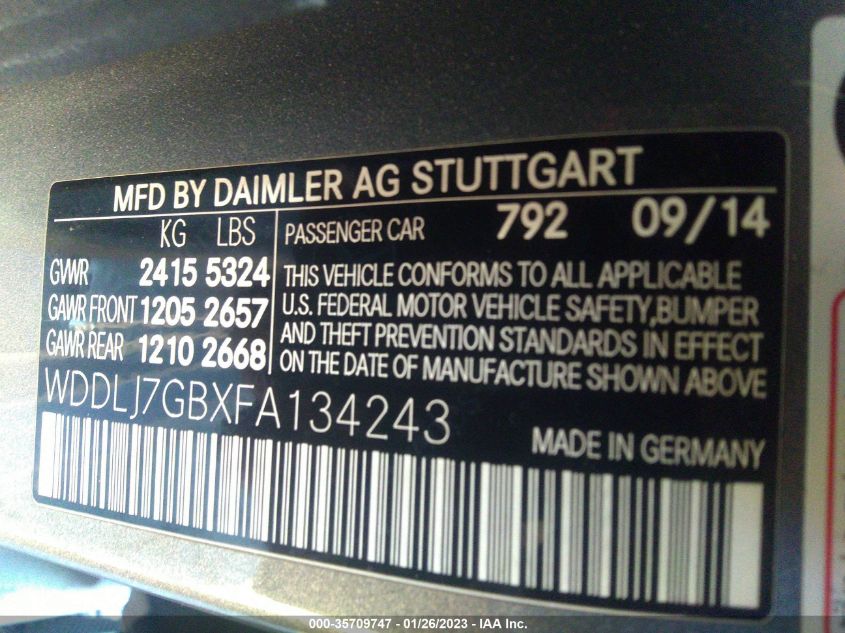 MFD BY DAIMLER AG STUTTGART
KG LBS
GVWR 2415 5324
GAWR FRONT 1205 2657
GAWR REAR 1210 2668
PASSENGER CAR 792 09/14
THIS VEHICLE CONFORMS TO ALL APPLICABLE
U.S. FEDERAL MOTOR VEHICLE SAFETY,BUMPER
AND THEFT PREVENTION STANDARDS IN EFFECT
ON THE DATE OF MANUFACTURE SHOWN ABOVE
WDDLJ7GBXFA134243
MADE IN GERMANY
000-35709747 - 01/26/2023 - IAA Inc.